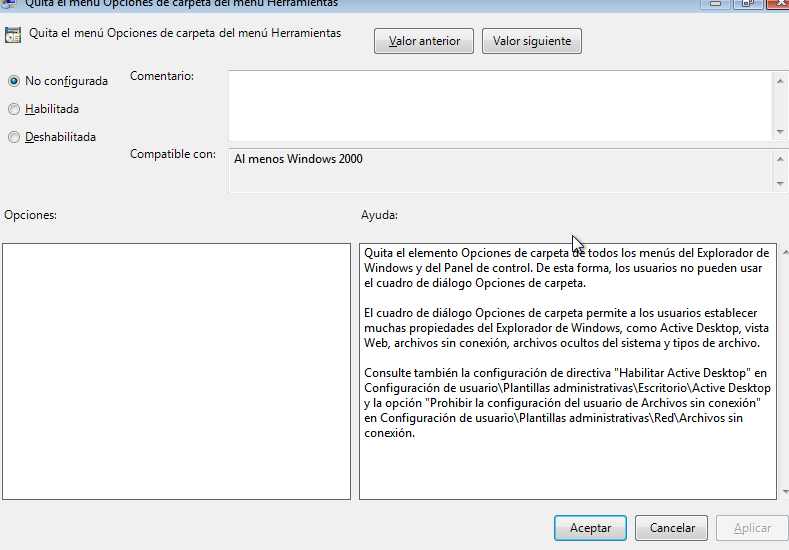 Quita el menú Opciones de carpeta del menú Herramientas
Quita el menú Opciones de carpeta del menú Herramientas
Valor anterior
Valor siguiente
No configurada
Habilitada
Deshabilitada
Comentario:
Compatible con:
Al menos Windows 2000
Opciones:
Ayuda:
Quita el elemento Opciones de carpeta de todos los menús del Explorador de
Windows y del Panel de control. De esta forma, los usuarios no pueden usar
el cuadro de diálogo Opciones de carpeta.
El cuadro de diálogo Opciones de carpeta permite a los usuarios establecer
muchas propiedades del Explorador de Windows, como Active Desktop, vista
Web, archivos sin conexión, archivos ocultos del sistema y tipos de archivo.
Consulte también la configuración de directiva "Habilitar Active Desktop" en
Configuración de usuario\Plantillas administrativas\Escritorio\Active Desktop
y la opción "Prohibir la configuración del usuario de Archivos sin conexión"
en Configuración de usuario\Plantillas administrativas\Red\Archivos sin
conexión.
Aceptar
Cancelar
Aplicar